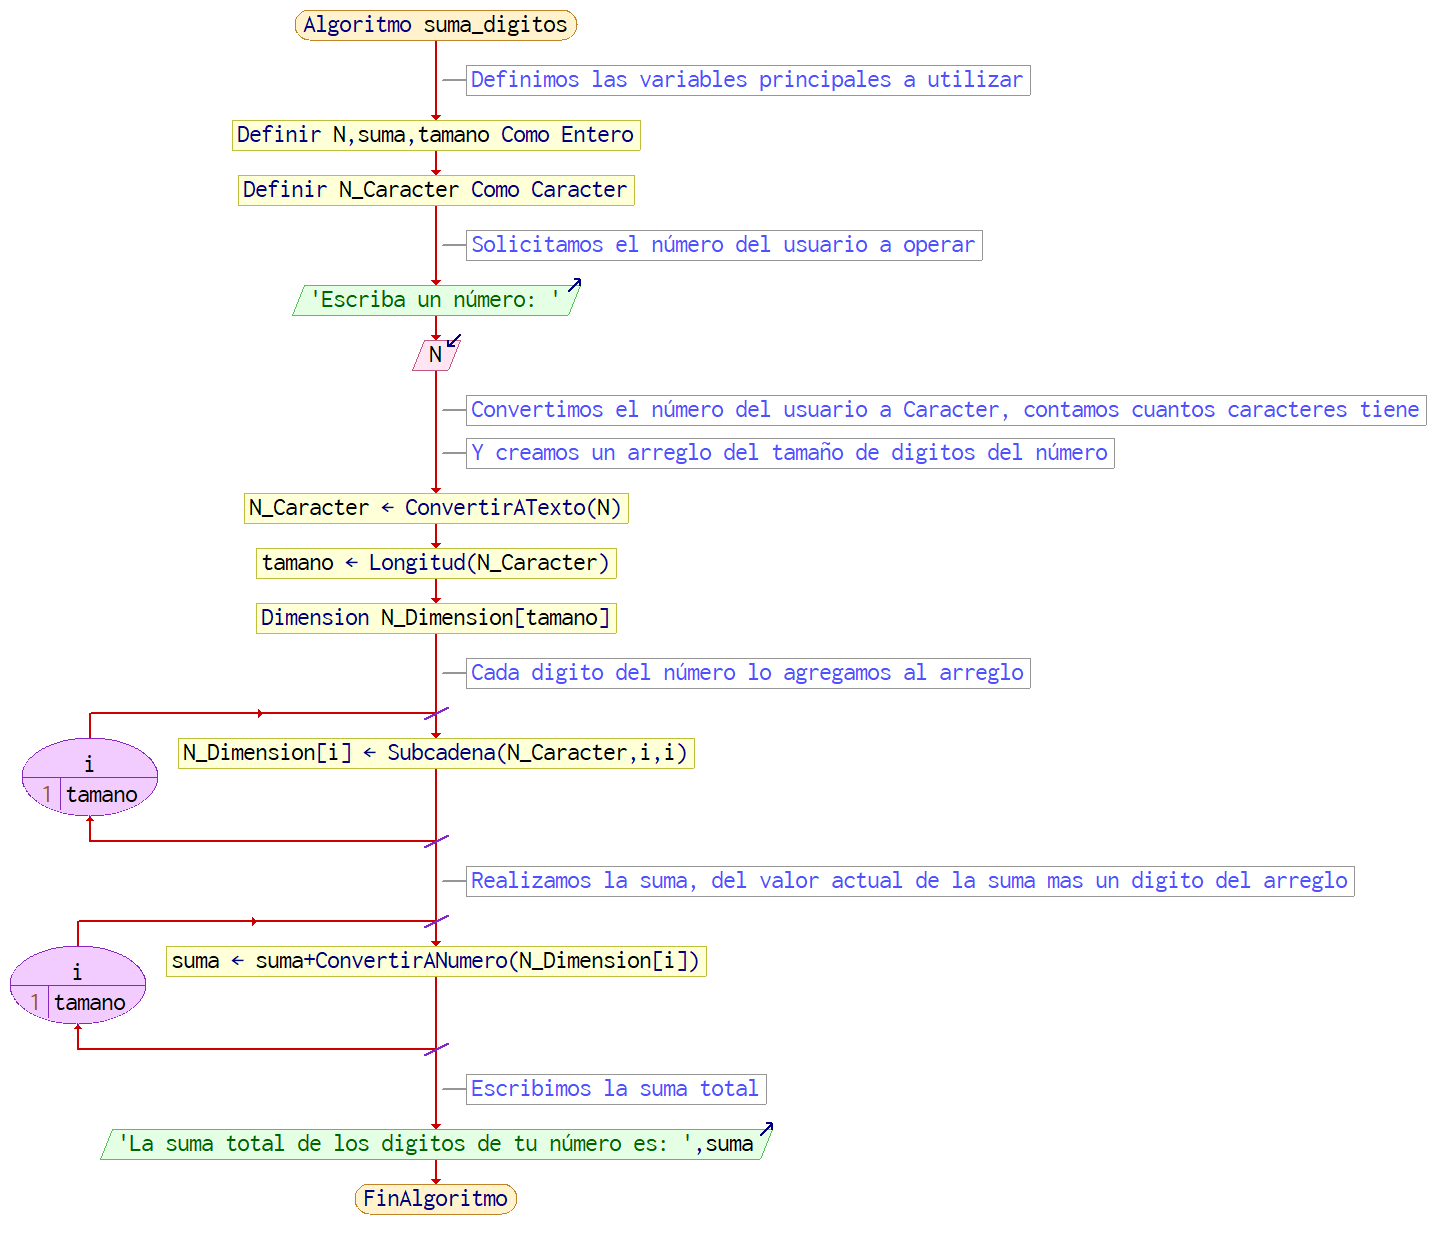 Algoritmo suma_digitos
Definimos las variables principales a utilizar
Definir N,suma,tamano Como Entero
Definir N_Caracter Como Caracter
Solicitamos el número del usuario a operar
'Escriba un número: '
N
Convertimos el número del usuario a Caracter, contamos cuantos caracteres tiene
Y creamos un arreglo del tamaño de digitos del número
N_Caracter ← ConvertirATexto(N)
tamano ← Longitud(N_Caracter)
Dimension N_Dimension[tamano]
Cada digito del número lo agregamos al arreglo
N_Dimension[i] ← Subcadena(N_Caracter,i,i)
i
1 tamano
Realizamos la suma, del valor actual de la suma mas un digito del arreglo
suma ← suma+ConvertirANumero(N_Dimension[i])
i
1 tamano
Escribimos la suma total
'La suma total de los digitos de tu número es: ',suma
FinAlgoritmo